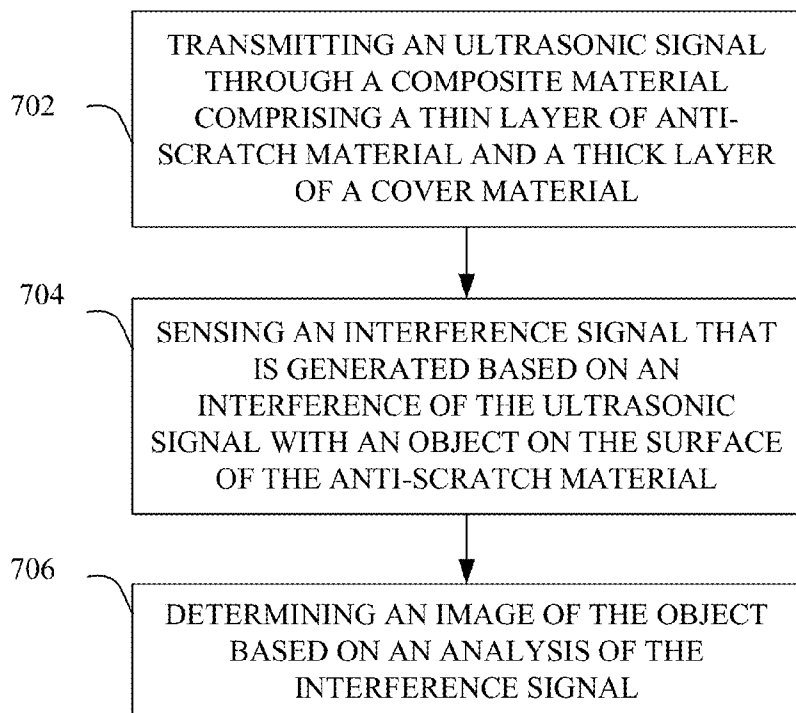 702
TRANSMITTING AN ULTRASONIC SIGNAL
THROUGH A COMPOSITE MATERIAL
COMPRISING A THIN LAYER OF ANTI-
SCRATCH MATERIAL AND A THICK LAYER
OF A COVER MATERIAL
704
SENSING AN INTERFERENCE SIGNAL THAT
IS GENERATED BASED ON AN
INTERFERENCE OF THE ULTRASONIC
SIGNAL WITH AN OBJECT ON THE SURFACE
OF THE ANTI-SCRATCH MATERIAL
706
DETERMINING AN IMAGE OF THE OBJECT
BASED ON AN ANALYSIS OF THE
INTERFERENCE SIGNAL